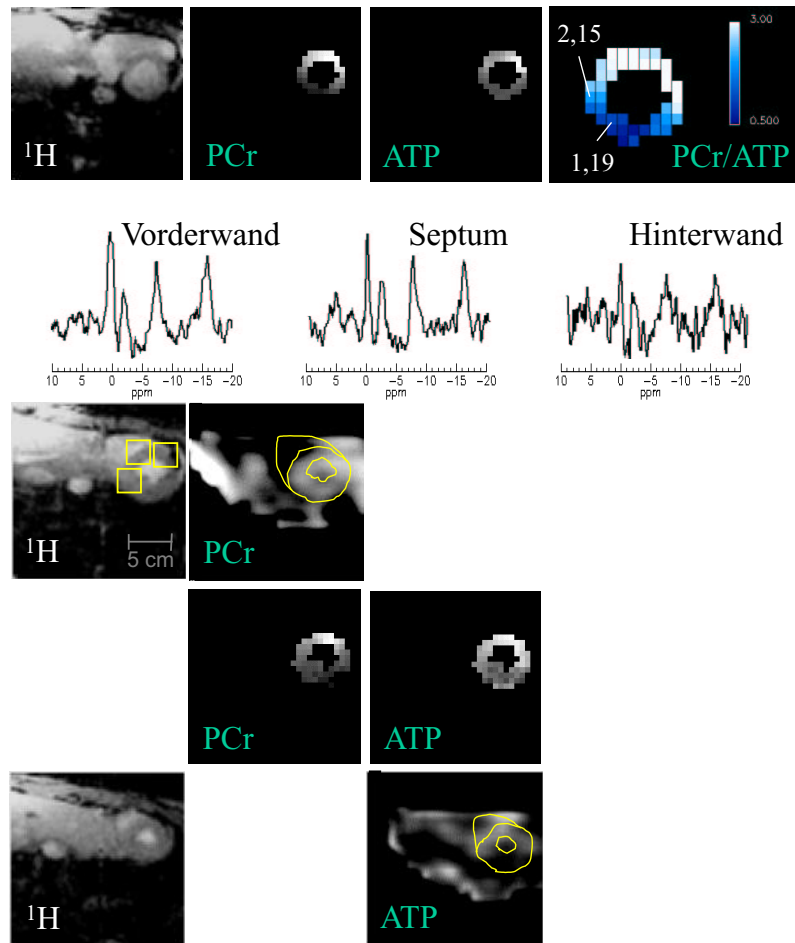 3.00
2,15
0.500
1,19
¹H
PCr
ATP
PCr/ATP
Vorderwand
Septum
Hinterwand
10 5 0 -5 -10 -15 -20
ppm
10 5 0 -5 -10 -15 -20
ppm
10 5 0 -5 -10 -15 -20
ppm
¹H
5 cm
PCr
PCr
ATP
¹H
ATP